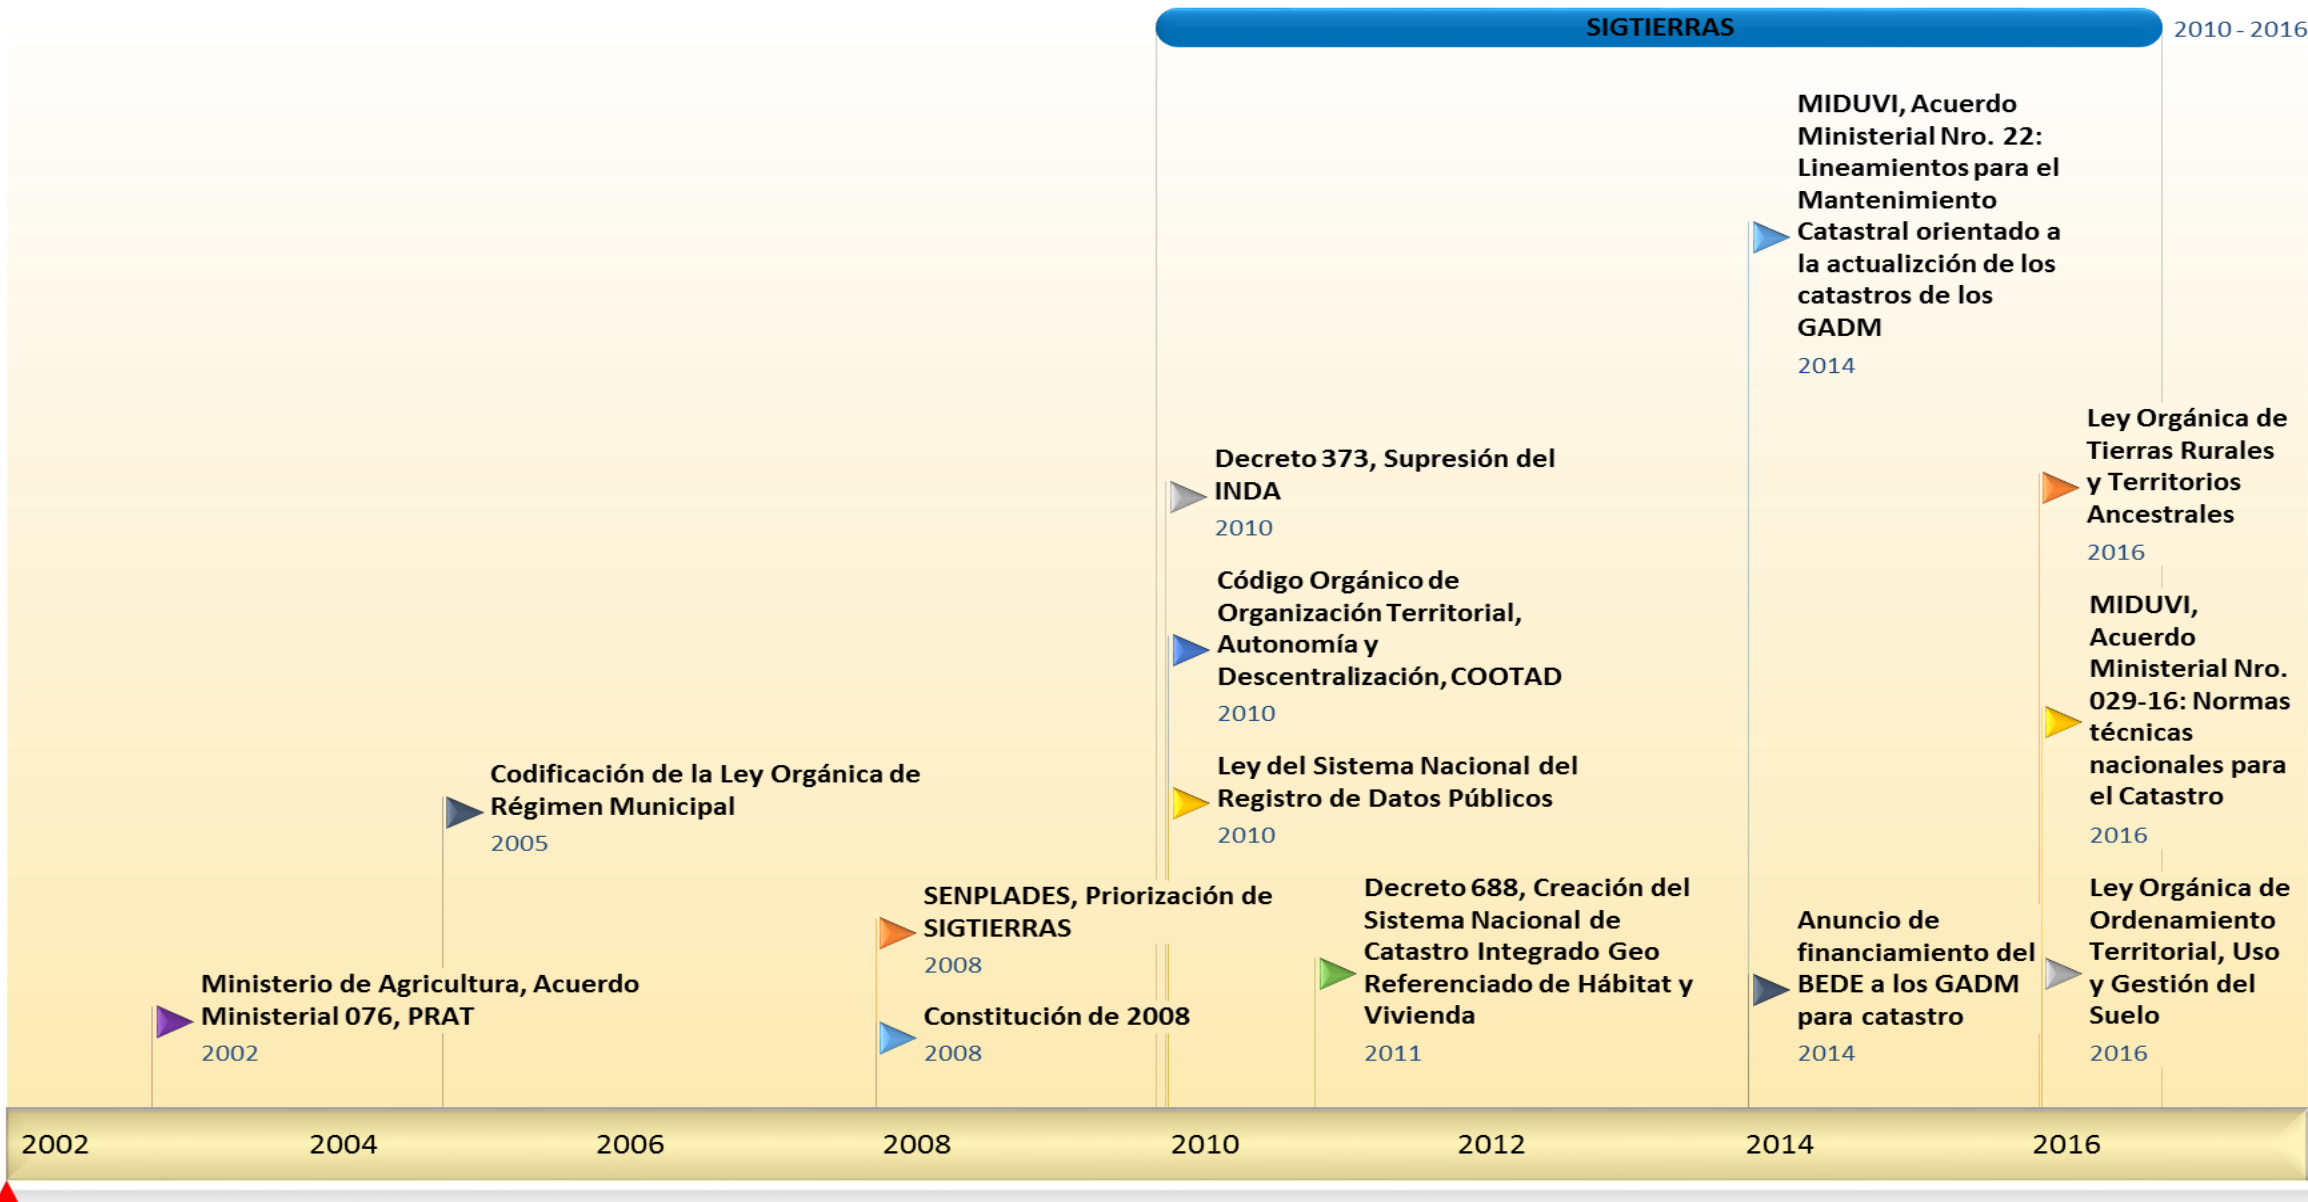 SIGTIERRAS
2010 - 2016
MIDUVI, Acuerdo
Ministerial Nro. 22:
Lineamientos para el
Mantenimiento
Catastral orientado a
la actualizción de los
catastros de los
GADM
2014
Ley Orgánica de
Tierras Rurales
y Territorios
Ancestrales
2016
Decreto 373, Supresión del
INDA
2010
Código Orgánico de
Organización Territorial,
Autonomía y
Descentralización, COOTAD
2010
MIDUVI,
Acuerdo
Ministerial Nro.
029-16: Normas
técnicas
nacionales para
el Catastro
2016
Codificación de la Ley Orgánica de
Régimen Municipal
2005
Ley del Sistema Nacional del
Registro de Datos Públicos
2010
SENPLADES, Priorización de
SIGTIERRAS
2008
Decreto 688, Creación del
Sistema Nacional de
Catastro Integrado Geo
Referenciado de Hábitat y
Vivienda
2011
Anuncio de
financiamiento del
BEDE a los GADM
para catastro
2014
Ley Orgánica de
Ordenamiento
Territorial, Uso
y Gestión del
Suelo
2016
Ministerio de Agricultura, Acuerdo
Ministerial 076, PRAT
2002
Constitución de 2008
2008
2002 2004 2006 2008 2010 2012 2014 2016